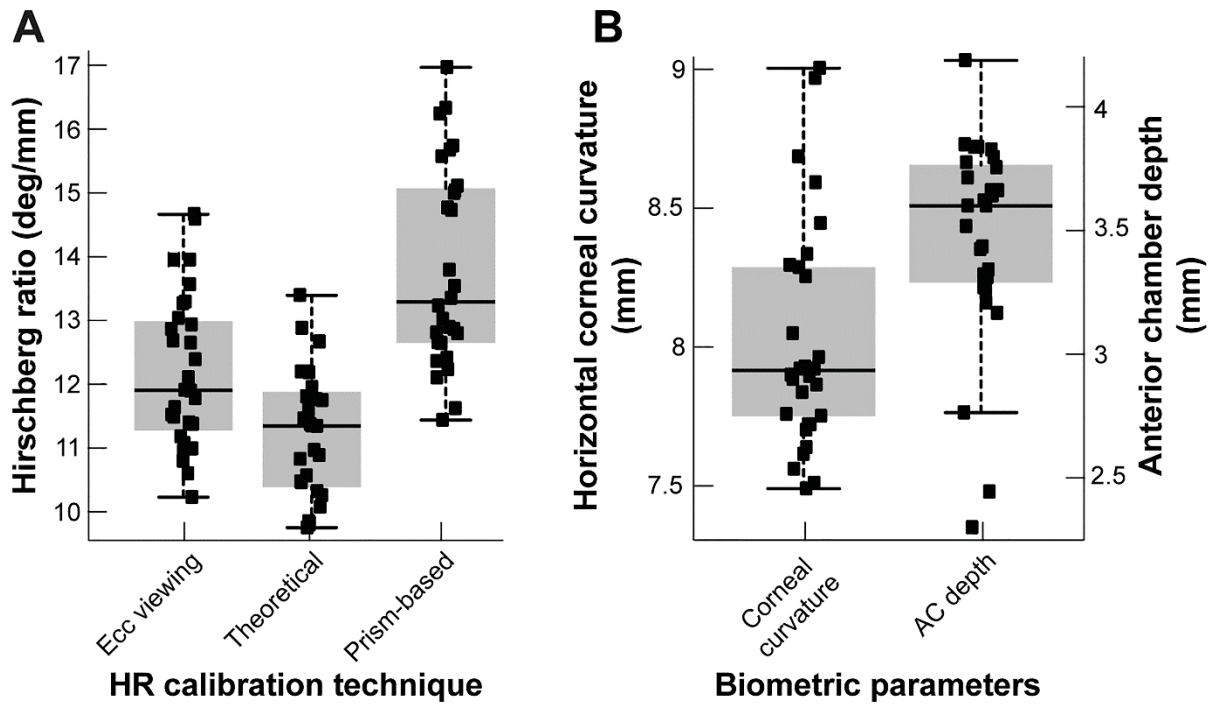 A
Hirschberg ratio (deg/mm)
17
16
15
14
13
12
11
10
Ecc viewing
Theoretical
Prism-based
HR calibration technique
B
Horizontal corneal curvature
(mm)
9
8.5
8
7.5
4
3.5
3
2.5
Anterior chamber depth
(mm)
Corneal
curvature
AC depth
Biometric parameters